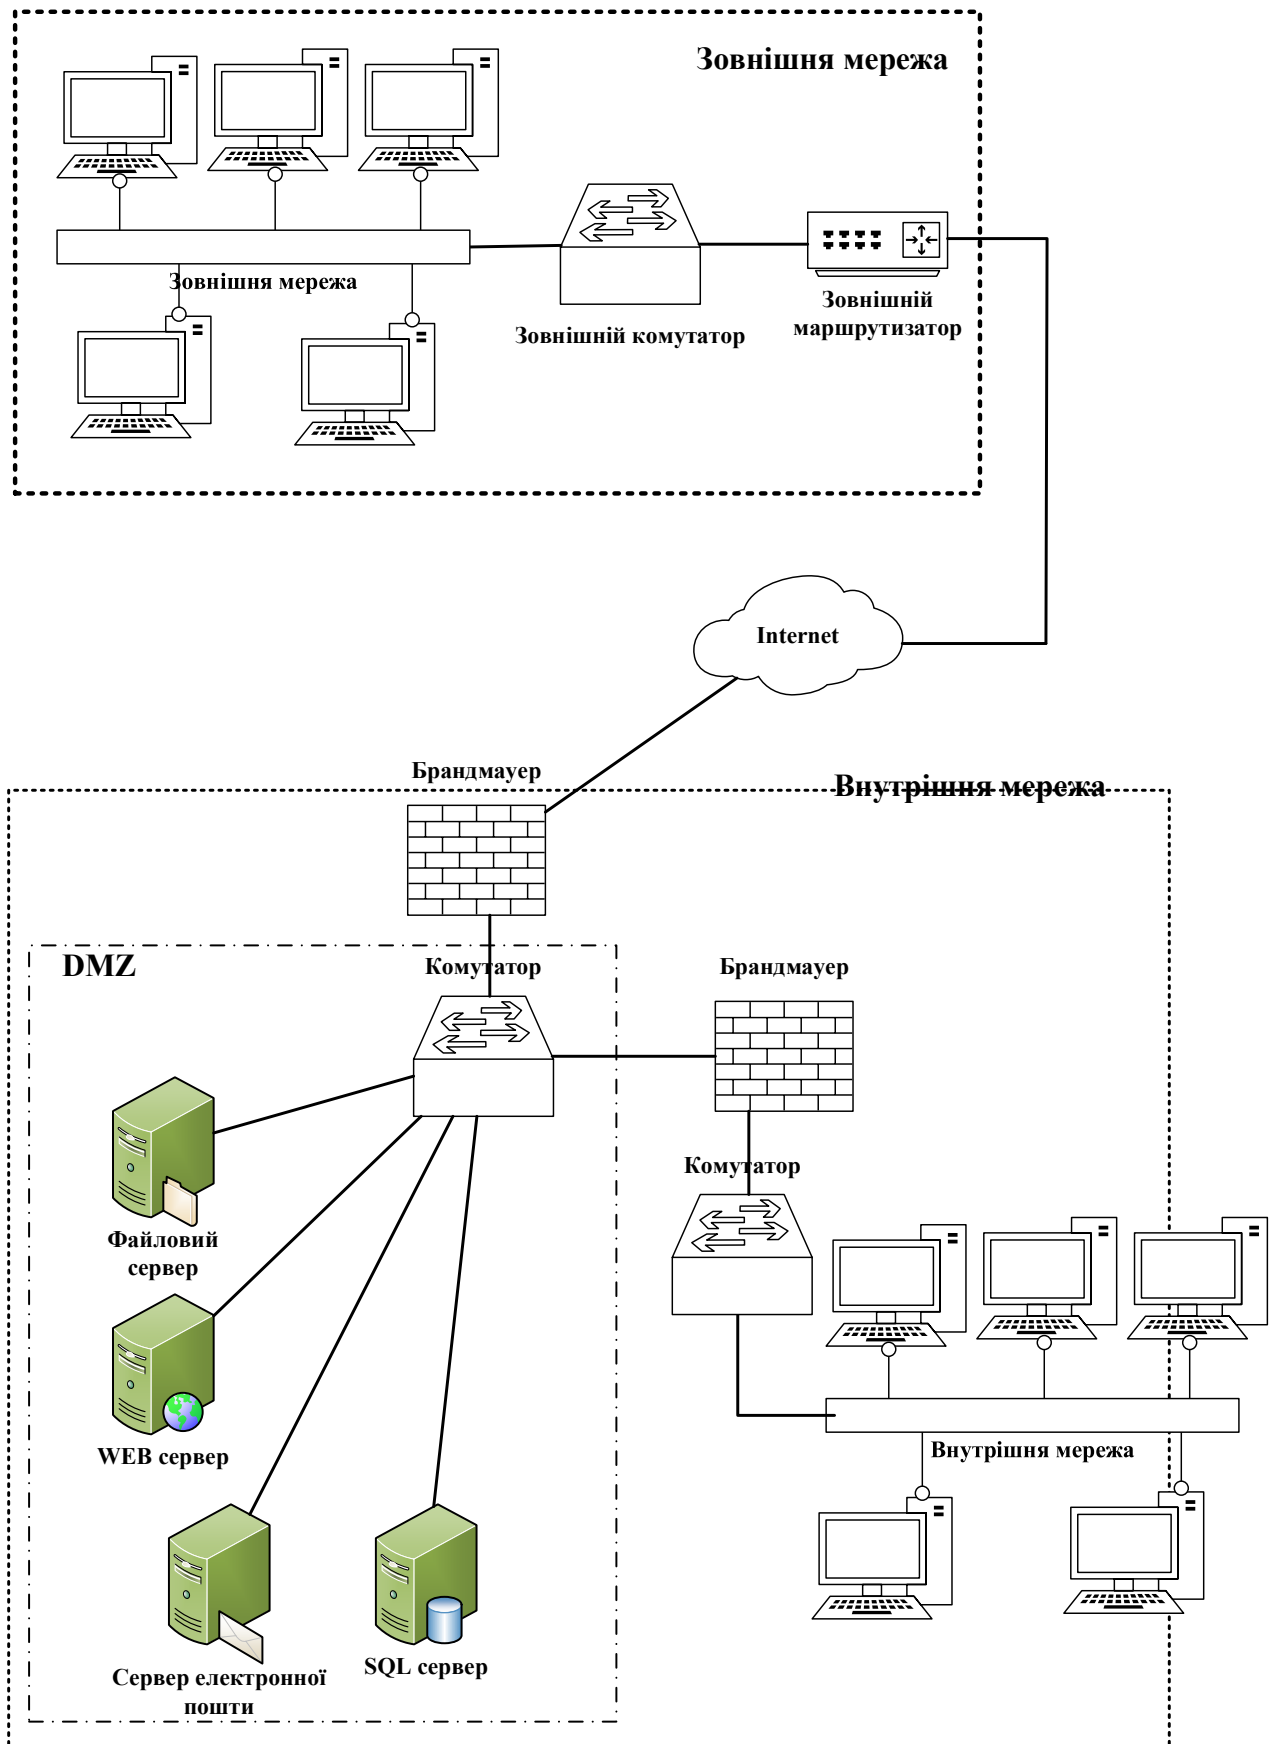 Зовнішня мережа
Зовнішня мережа
Зовнішній комутатор
Зовнішній
маршрутизатор
Internet
Брандмауер
Внутрішня мережа
DMZ
Комутатор
Брандмауер
Комутатор
Файловий
сервер
WEB сервер
Внутрішня мережа
Сервер електронної
пошти
SQL сервер